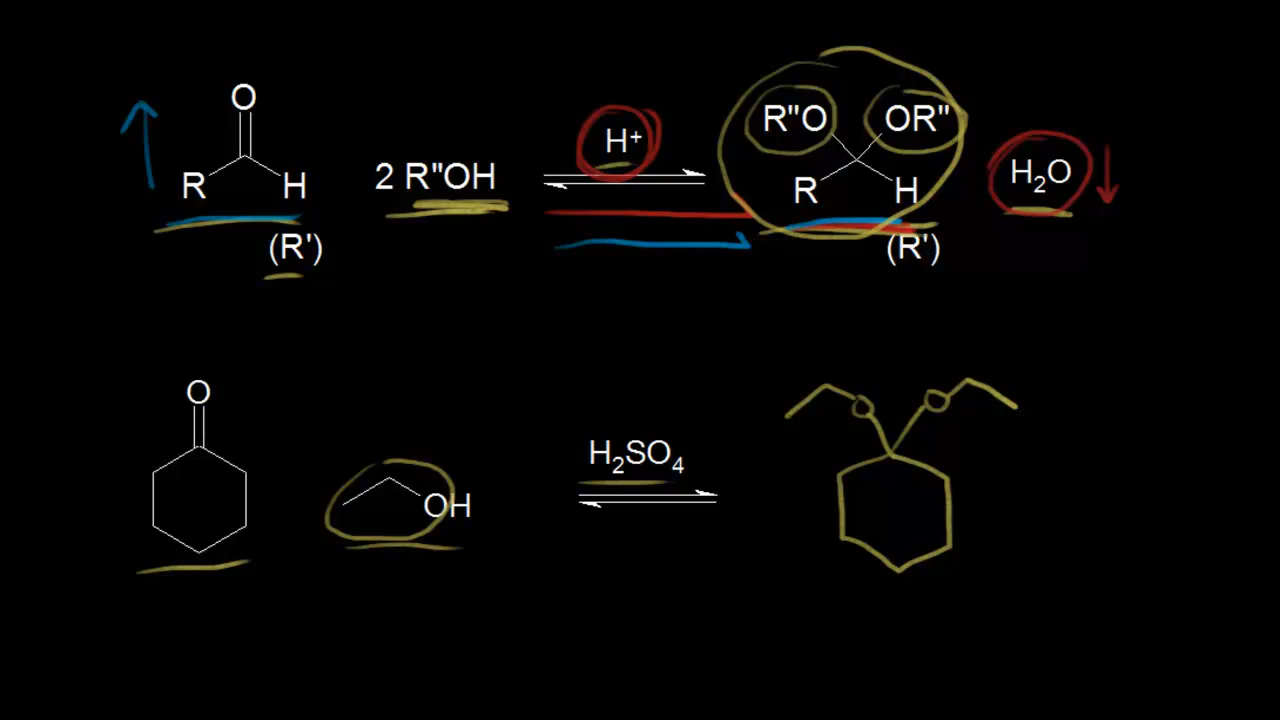 O
R H
(R')
2 R"OH
H+
R"O OR"
R H
(R')
H2O
O
OH
H2SO4
O O